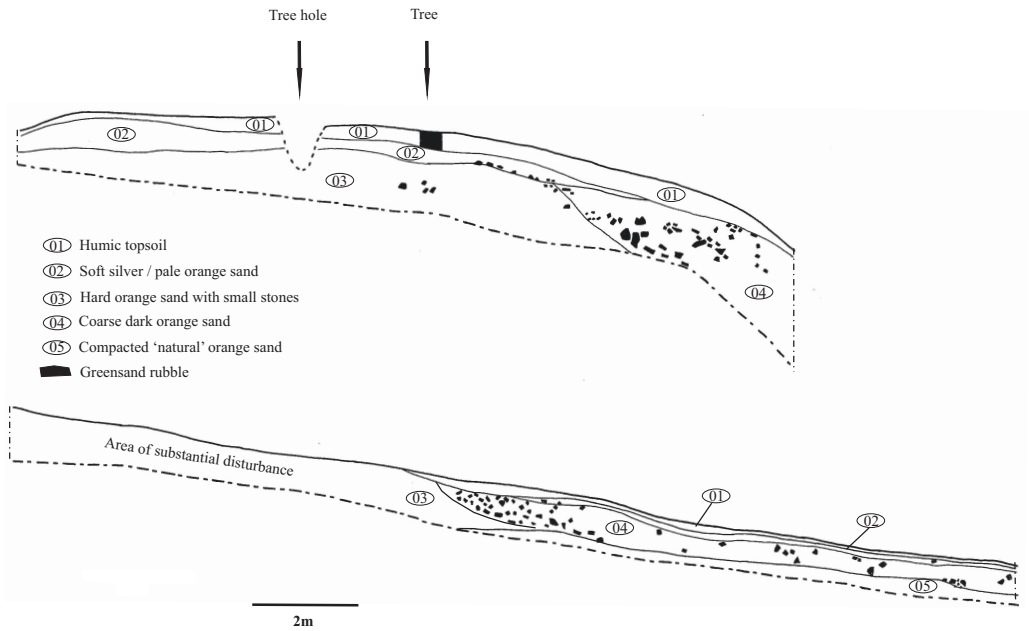 Tree hole
Tree
01
01
02
02
03
01
04
01 Humic topsoil
02 Soft silver / pale orange sand
03 Hard orange sand with small stones
04 Coarse dark orange sand
05 Compacted ‘natural’ orange sand
Greensand rubble
Area of substantial disturbance
03
04
01
02
05
2m